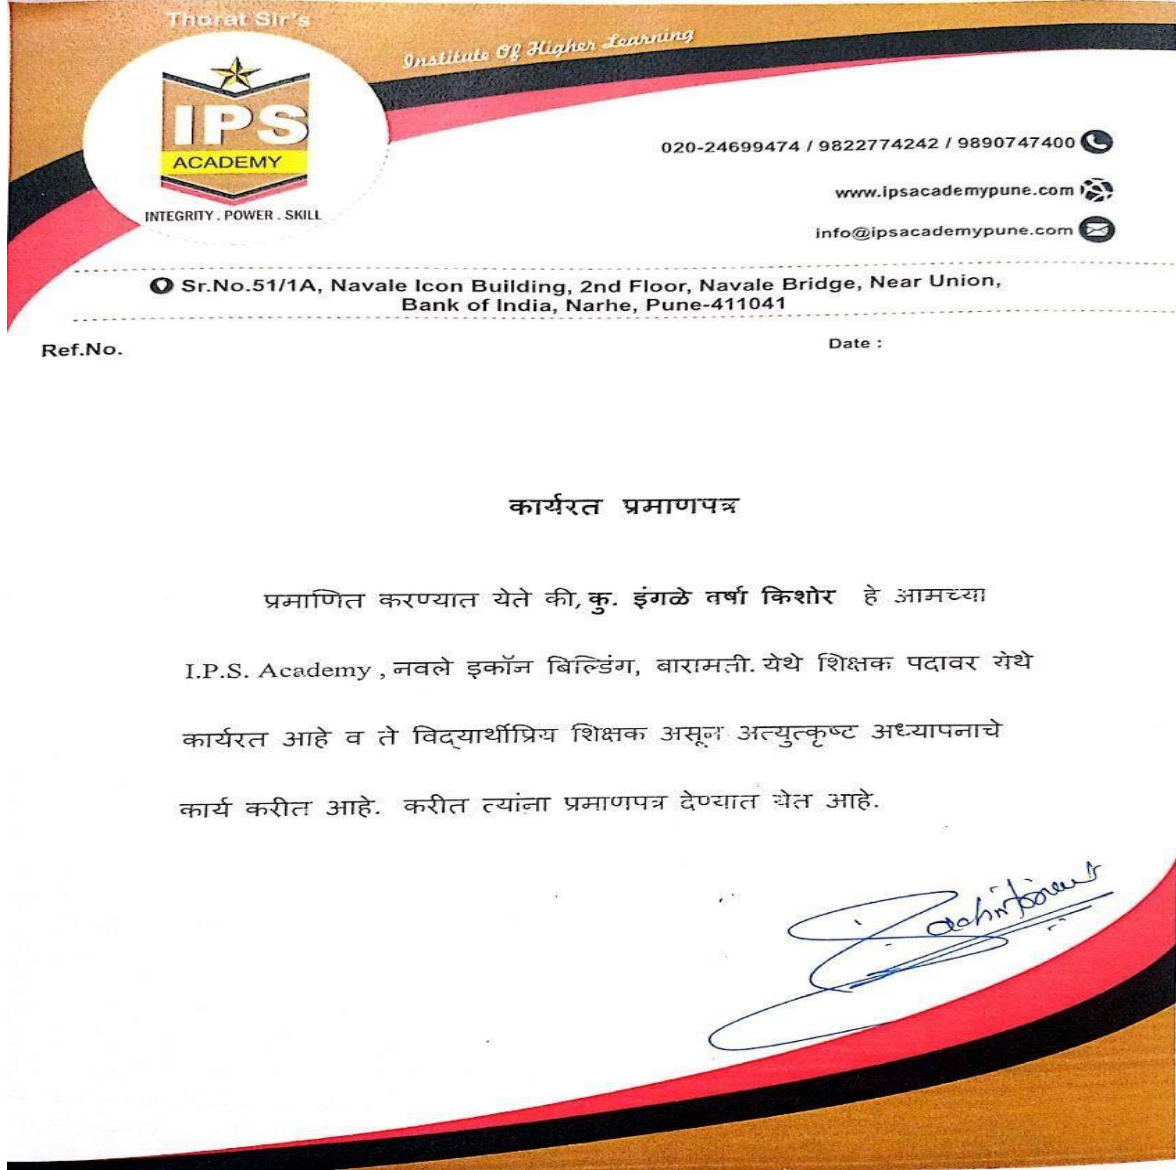 Thorat Sir's
Institute Of Higher Learning
IPS
ACADEMY
INTEGRITY . POWER . SKILL
020-24699474 / 9822774242 / 9890747400
www.ipsacademypune.com
info@ipsacademypune.com
Sr.No.51/1A, Navale Icon Building, 2nd Floor, Navale Bridge, Near Union,
Bank of India, Narhe, Pune-411041
Ref.No.
Date :
कार्यरत प्रमाणपत्र
प्रमाणित करण्यात येते की, कु. इंगळे वर्षा किशोर हे आमच्या
I.P.S. Academy , नवले इकॉन बिल्डिंग, बारामती. येथे शिक्षक पदावर येथे
कार्यरत आहे व ते विद्यार्थीप्रिय शिक्षक असून अत्युत्कृष्ट अध्यापनाचे
कार्य करीत आहे. करीत त्यांना प्रमाणपत्र देण्यात येत आहे.